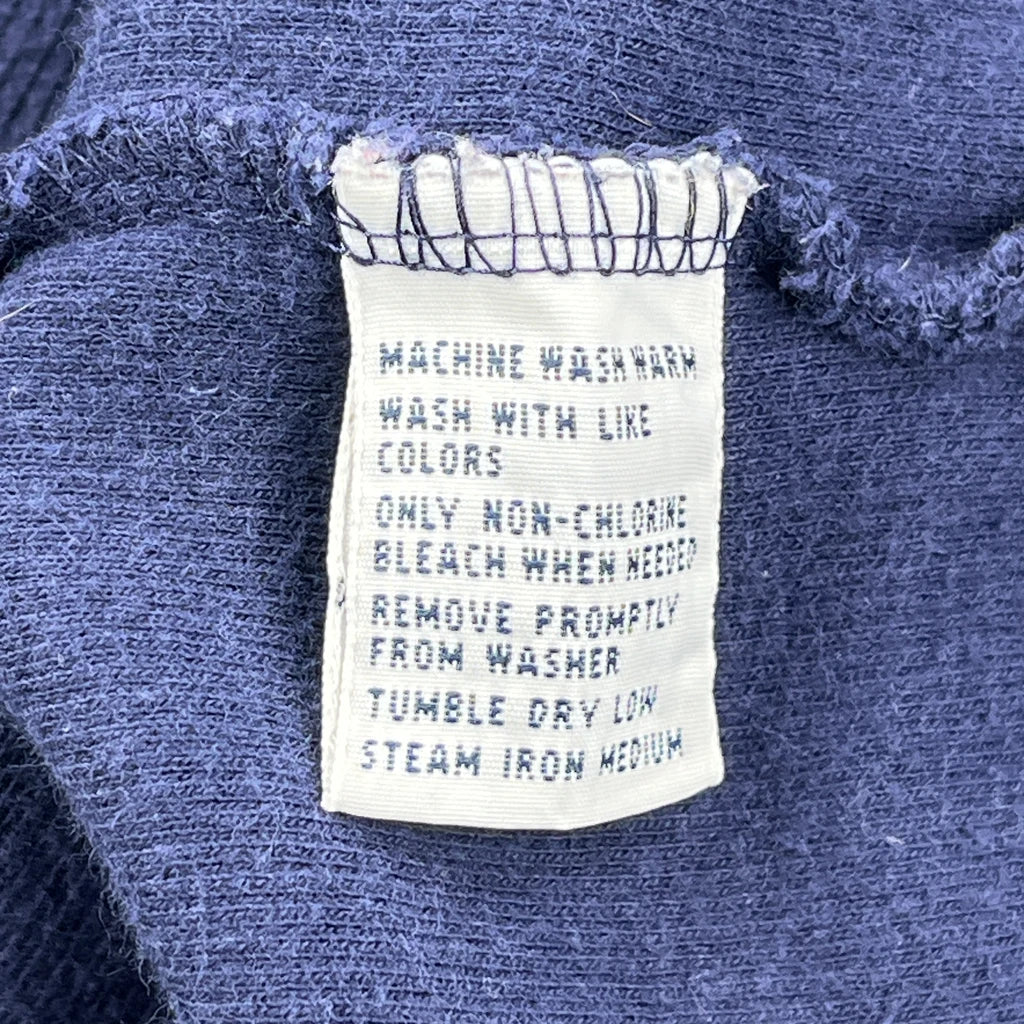 MACHINE WASH WARM
WASH WITH LIKE
COLORS
ONLY NON-CHLORINE
BLEACH WHEN NEEDED
REMOVE PROMPTLY
FROM WASHER
TUMBLE DRY LOW
STEAM IRON MEDIUM